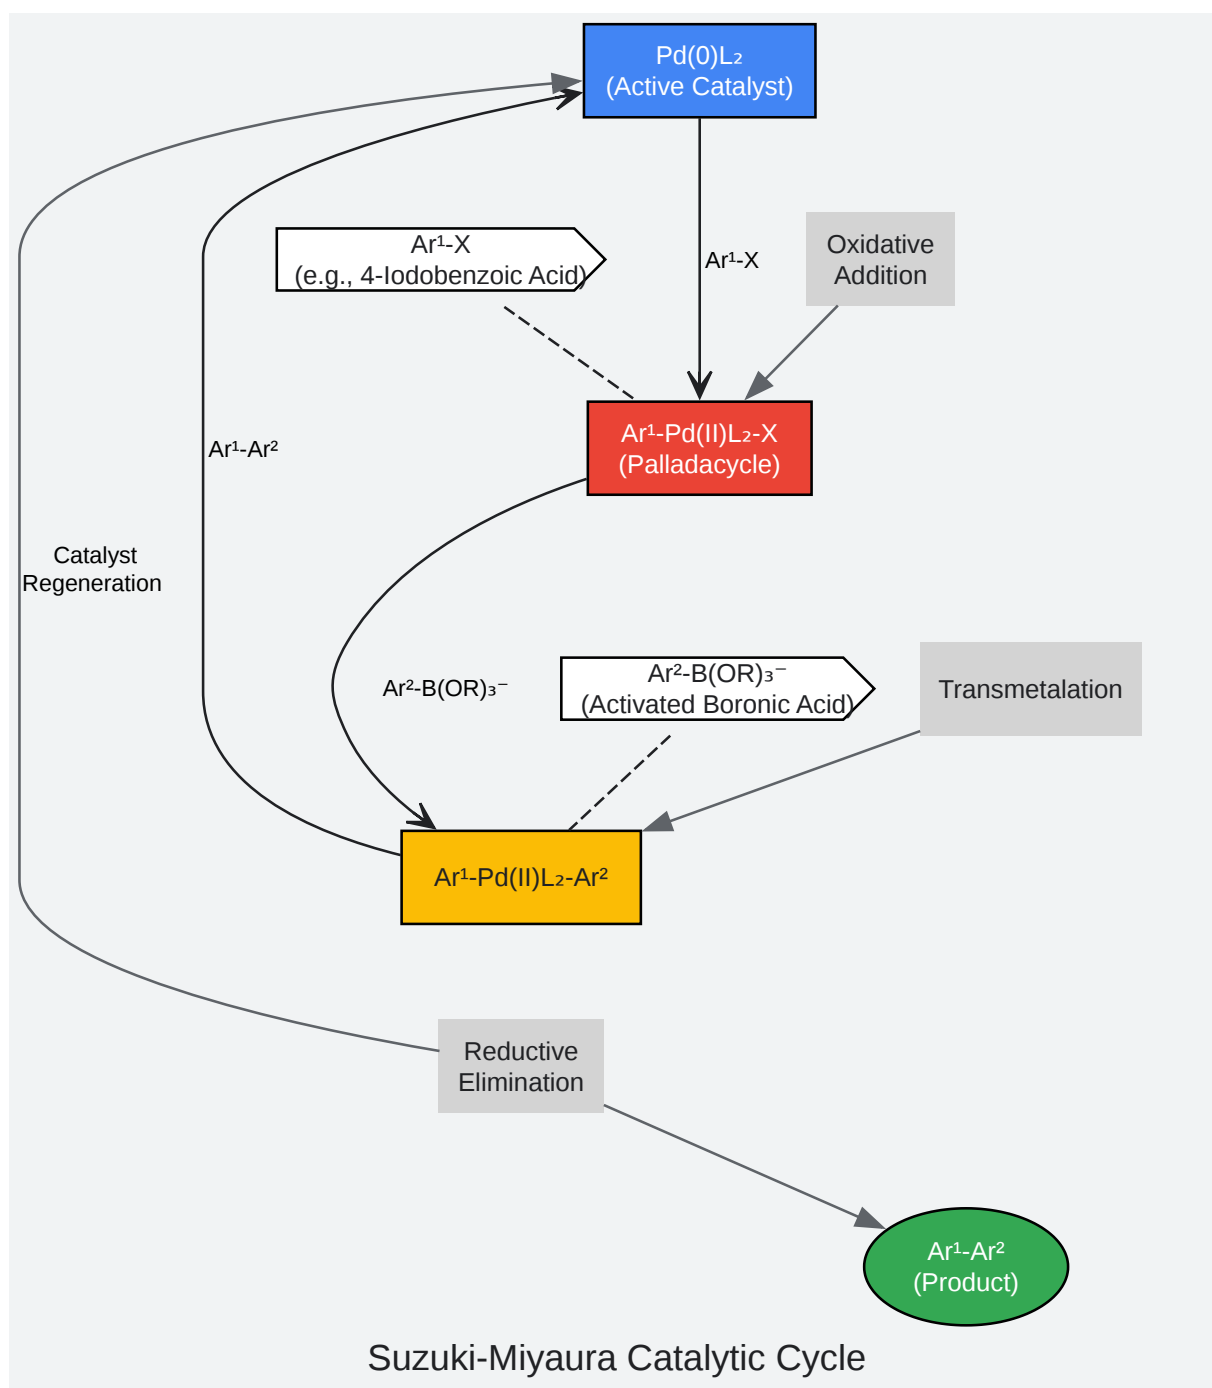 Pd(0)L₂
(Active Catalyst)
Ar¹-X
(e.g., 4-Iodobenzoic Acid)
Ar¹-X
Oxidative
Addition
Ar¹-Pd(II)L₂-X
(Palladacycle)
Ar¹-Ar²
Catalyst
Regeneration
Ar²-B(OR)₃⁻
Ar²-B(OR)₃⁻
(Activated Boronic Acid)
Transmetalation
Ar¹-Pd(II)L₂-Ar²
Reductive
Elimination
Ar¹-Ar²
(Product)
Suzuki-Miyaura Catalytic Cycle